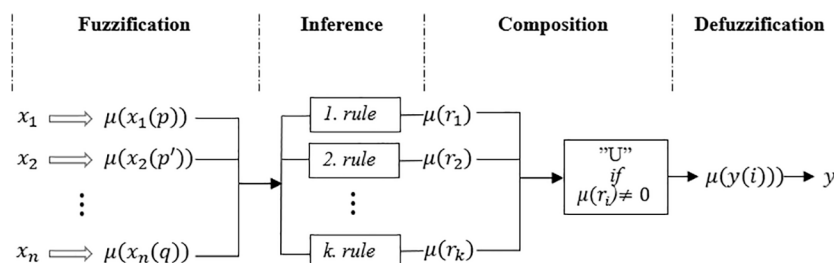 Fuzzification Inference Composition Defuzzification
x₁ μ(x₁(p)) 1. rule μ(r₁)
x₂ μ(x₂(p′)) 2. rule μ(r₂)
"U"
if
μ(rᵢ)≠ 0
μ(y(i))) y
⋮ ⋮
xₙ μ(xₙ(q)) k. rule μ(rₖ)